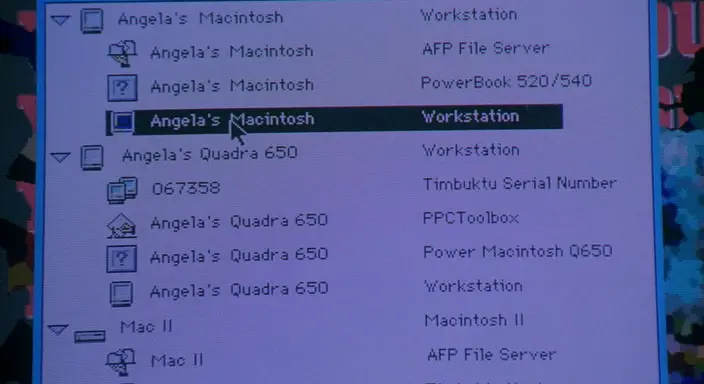 Angela's Macintosh Workstation
Angela's Macintosh AFP File Server
Angela's Macintosh PowerBook 520/540
Angela's Macintosh Workstation
Angela's Quadra 650 Workstation
067358 Timbuktu Serial Number
Angela's Quadra 650 PPCToolbox
Angela's Quadra 650 Power Macintosh Q650
Angela's Quadra 650 Workstation
Mac II Macintosh II
Mac II AFP File Server